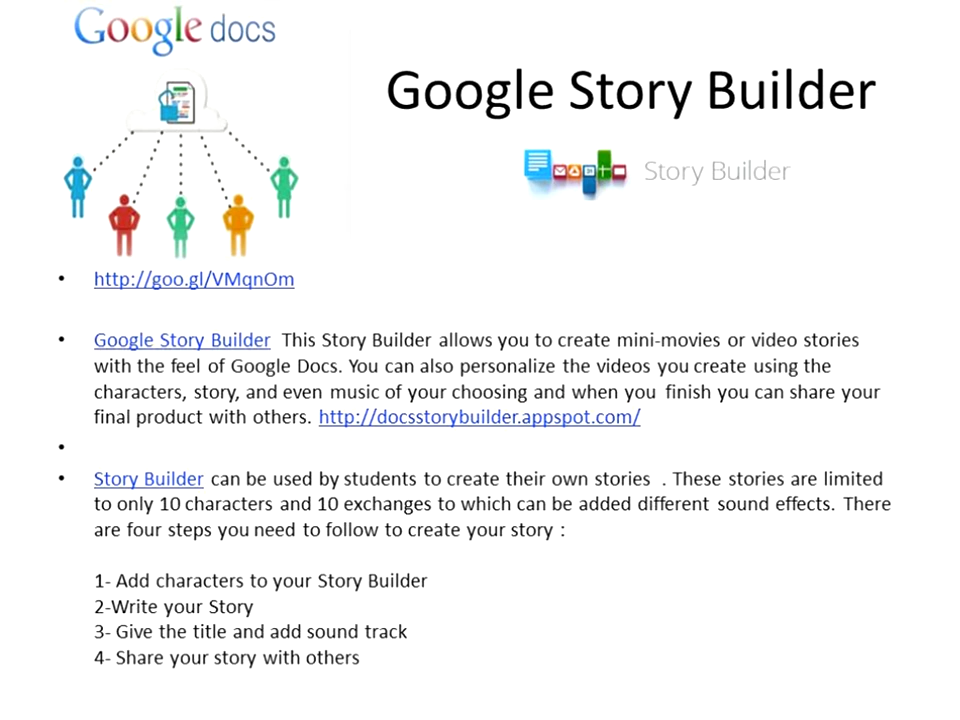 Google docs
Google Story Builder
Story Builder
• http://goo.gl/VMqnOm
• Google Story Builder This Story Builder allows you to create mini-movies or video stories
with the feel of Google Docs. You can also personalize the videos you create using the
characters, story, and even music of your choosing and when you finish you can share your
final product with others. http://docsstorybuilder.appspot.com/
•
• Story Builder can be used by students to create their own stories . These stories are limited
to only 10 characters and 10 exchanges to which can be added different sound effects. There
are four steps you need to follow to create your story :
1- Add characters to your Story Builder
2-Write your Story
3- Give the title and add sound track
4- Share your story with others